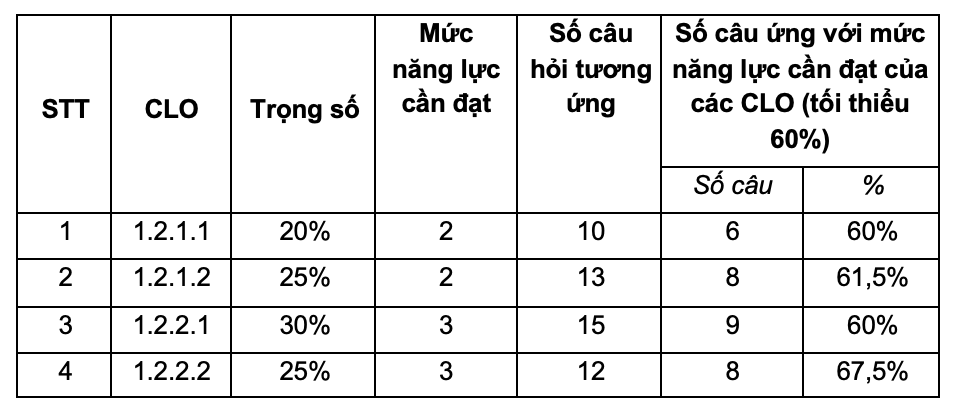 STT
CLO
Trọng số
Mức
năng lực
cần đạt
Số câu
hỏi tương
ứng
Số câu ứng với mức
năng lực cần đạt của
các CLO (tối thiểu
60%)
Số câu
%
1 1.2.1.1 20% 2 10 6 60%
2 1.2.1.2 25% 2 13 8 61,5%
3 1.2.2.1 30% 3 15 9 60%
4 1.2.2.2 25% 3 12 8 67,5%